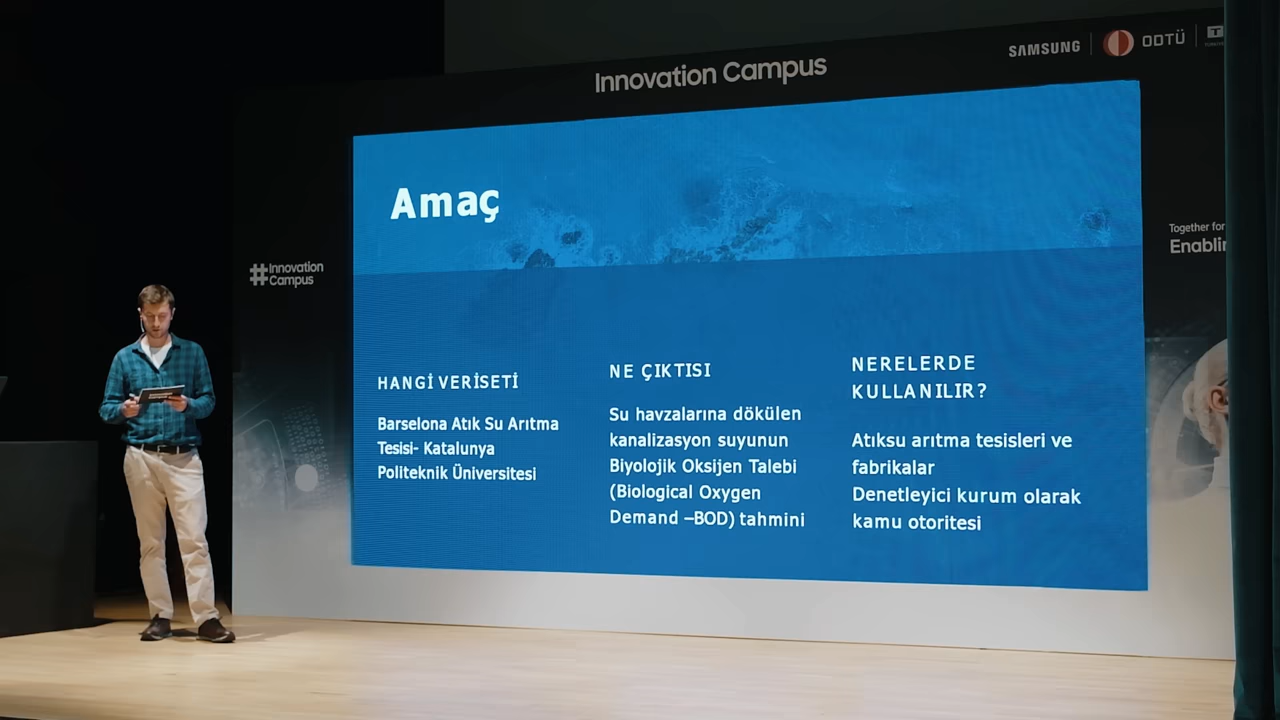 Innovation Campus
SAMSUNG
ODTÜ
#Innovation
Campus
Together for
Amaç
HANGİ VERİSETİ
Barselona Atık Su Arıtma
Tesisi- Katalunya
Politeknik Üniversitesi
NE ÇIKTISI
Su havzalarına dökülen
kanalizasyon suyunun
Biyolojik Oksijen Talebi
(Biological Oxygen
Demand –BOD) tahmini
NERELERDE
KULLANILIR?
Atıksu arıtma tesisleri ve
fabrikalar
Denetleyici kurum olarak
kamu otoritesi